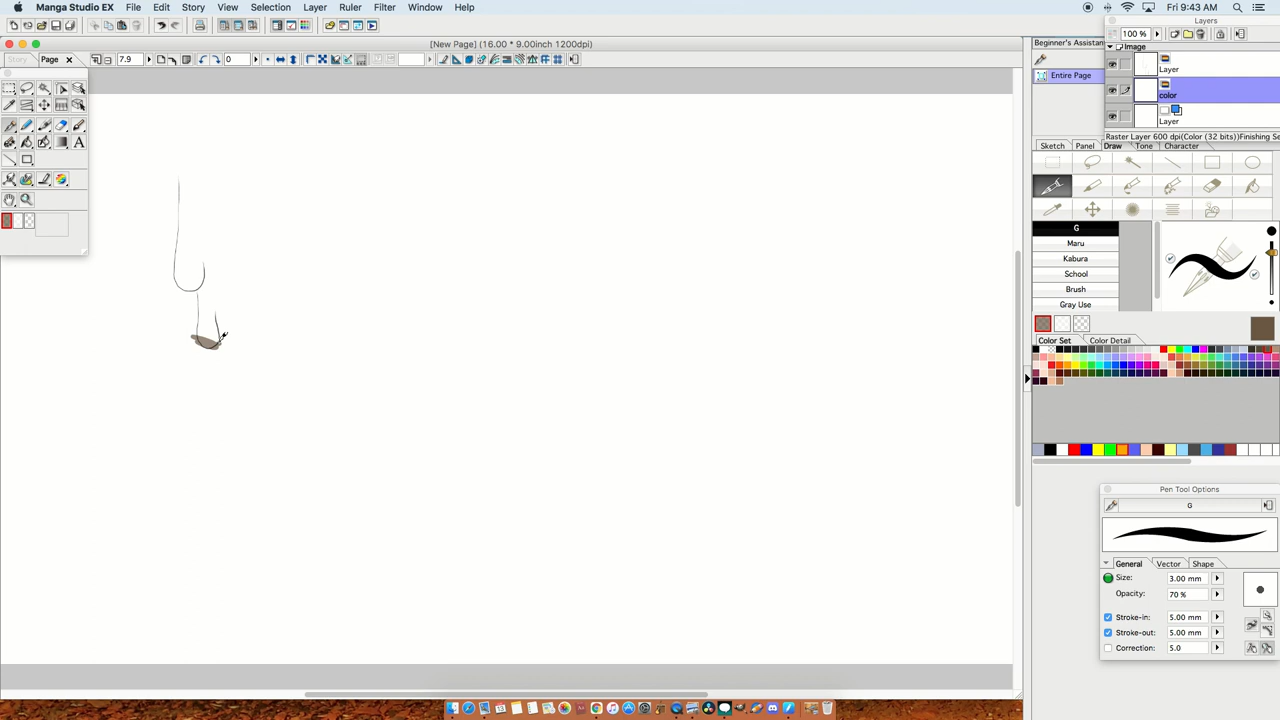 Manga Studio EX File Edit Story View Selection Layer Ruler Filter Window Help
Fri 9:43 AM
Layers
[New Page] (16.00 * 9.00inch 1200dpi)
Beginner's Assistan
100 %
Story Page
7.9
0
Image
Layer
Entire Page
color
Layer
Raster Layer 600 dpi(Color (32 bits))Finishing Se
Sketch Panel Draw Tone Character
A
G
Maru
Kabura
School
Brush
Gray Use
Color Set Color Detail
Pen Tool Options
G
General Vector Shape
Size: 3.00 mm
Opacity: 70 %
Stroke-in: 5.00 mm
Stroke-out: 5.00 mm
Correction: 5.0